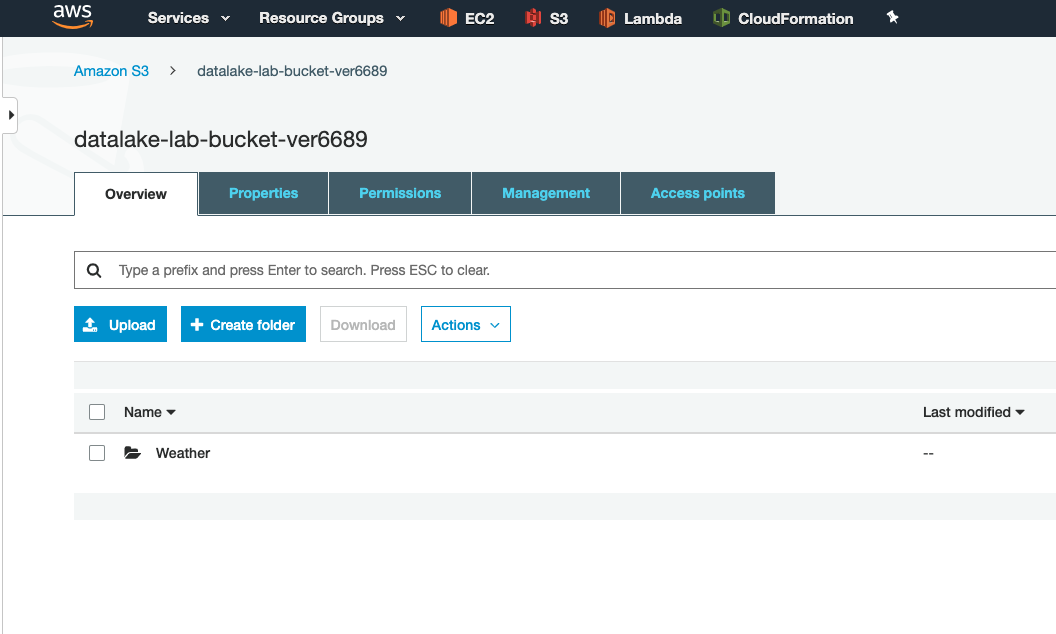 aws Services Resource Groups EC2 S3 Lambda CloudFormation
Amazon S3 > datalake-lab-bucket-ver6689
datalake-lab-bucket-ver6689
Overview Properties Permissions Management Access points
Type a prefix and press Enter to search. Press ESC to clear.
Upload + Create folder Download Actions
Name Last modified
Weather --